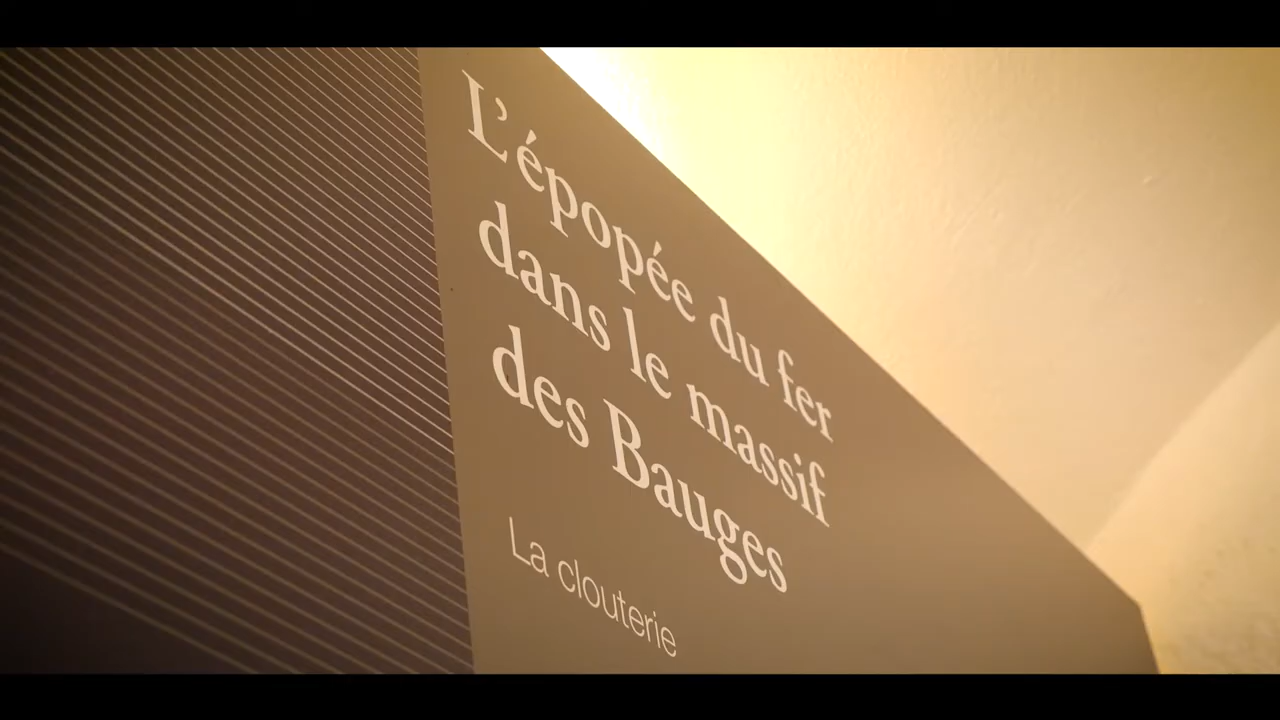 L'épopée du fer
dans le massif
des Bauges
La clouterie